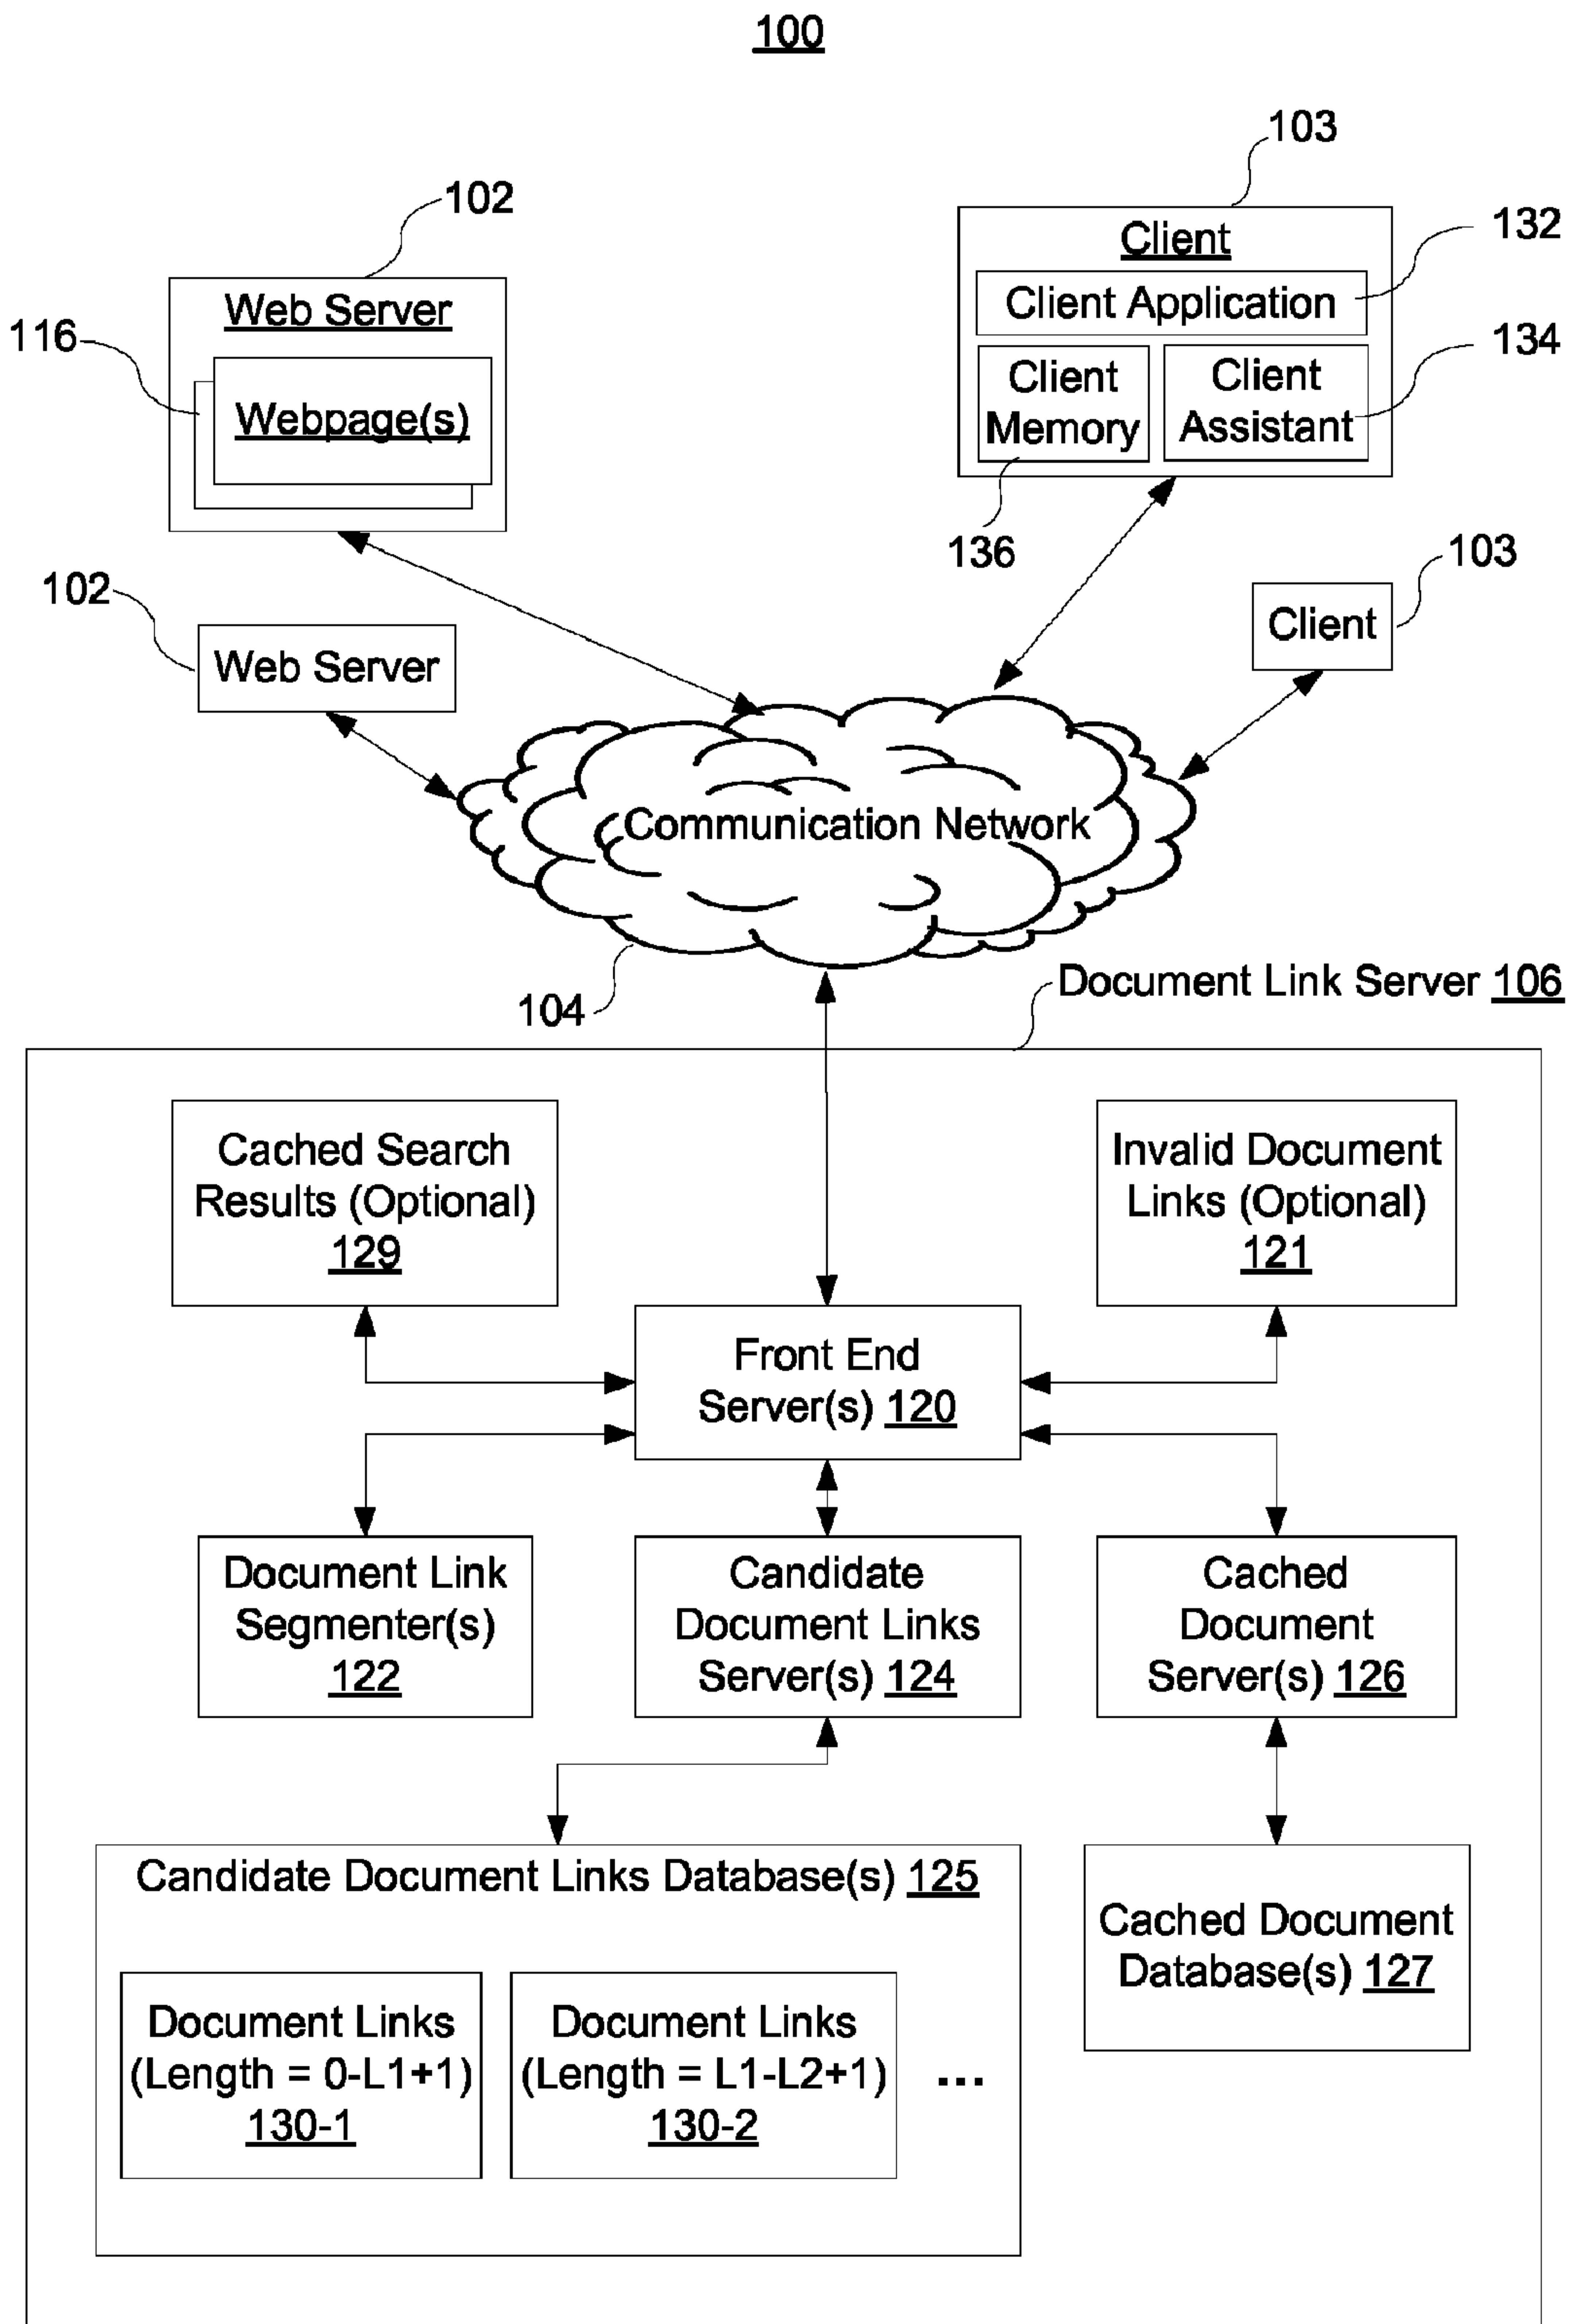 100
103
102
132
Client
Web Server
Client Application
116
134
Client
Memory
Client
Assistant
Webpage(s)
136
103
102
Client
Web Server
Communication Network
104
Document Link Server 106
Cached Search
Results (Optional)
129
Invalid Document
Links (Optional)
121
Front End
Server(s) 120
Document Link
Segmenter(s)
122
Candidate
Document Links
Server(s) 124
Cached
Document
Server(s) 126
Candidate Document Links Database(s) 125
Cached Document
Database(s) 127
Document Links
(Length = 0-L1+1)
130-1
Document Links
(Length = L1-L2+1)
130-2
...